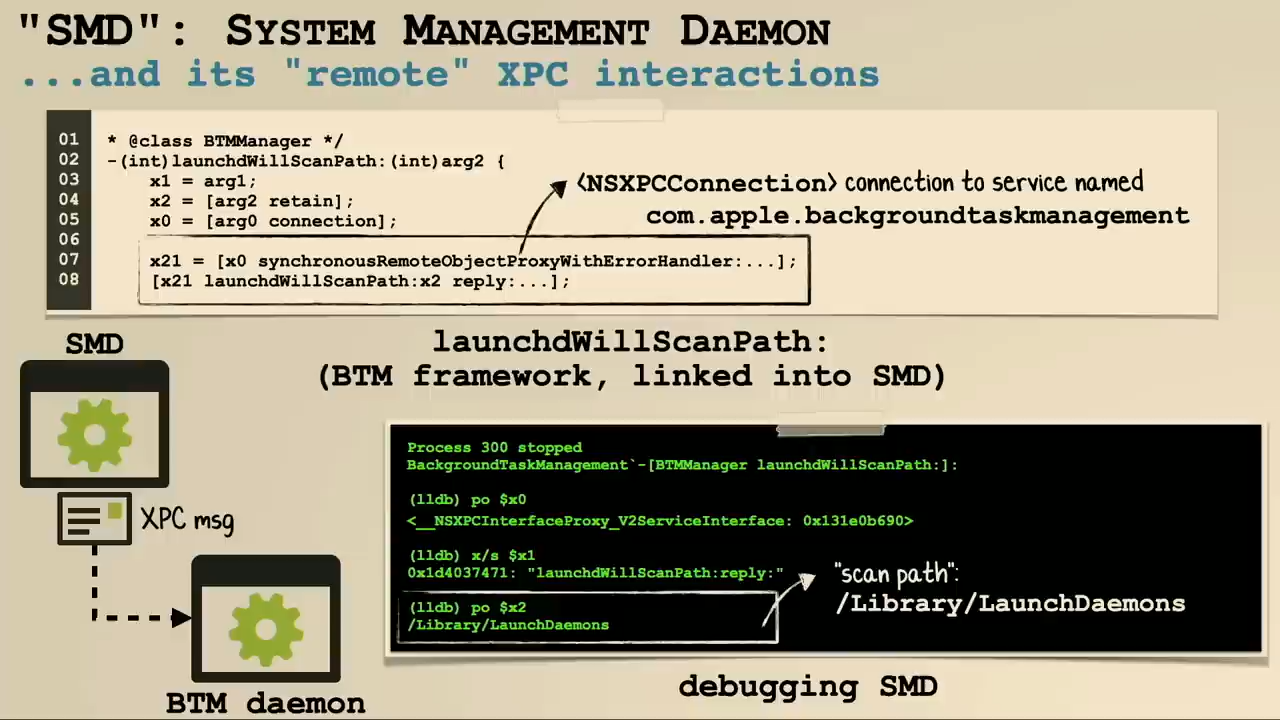 "SMD": System Management Daemon
...and its "remote" XPC interactions
01 * @class BTMManager */
02 -(int)launchdWillScanPath:(int)arg2 {
03 x1 = arg1;
04 x2 = [arg2 retain];
05 x0 = [arg0 connection];
06
07 x21 = [x0 synchronousRemoteObjectProxyWithErrorHandler:...];
08 [x21 launchdWillScanPath:x2 reply:...];
<NSXPCConnection> connection to service named
com.apple.backgroundtaskmanagement
launchdWillScanPath:
(BTM framework, linked into SMD)
SMD
XPC msg
BTM daemon
Process 300 stopped
BackgroundTaskManagement`-[BTMManager launchdWillScanPath:]:
(lldb) po $x0
<__NSXPCInterfaceProxy_V2ServiceInterface: 0x131e0b690>
(lldb) x/s $x1
0x1d4037471: "launchdWillScanPath:reply:"
(lldb) po $x2
/Library/LaunchDaemons
"scan path":
/Library/LaunchDaemons
debugging SMD